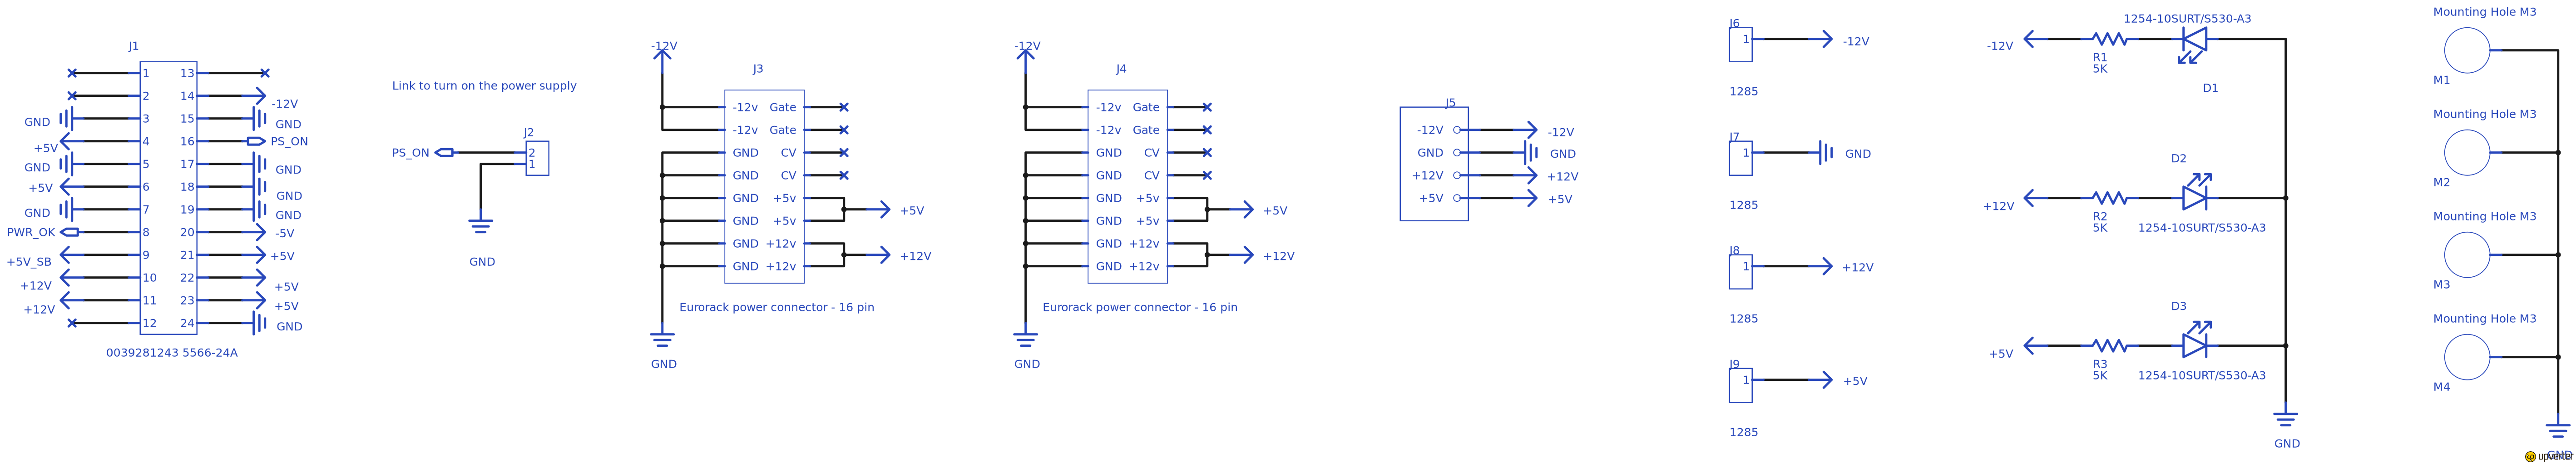 J1
1 13
2 14 -12V
GND 3 15 GND
+5V 4 16 PS_ON
GND 5 17 GND
+5V 6 18 GND
GND 7 19 GND
PWR_OK 8 20 -5V
+5V_SB 9 21 +5V
+12V 10 22 +5V
+12V 11 23 +5V
12 24 GND
0039281243 5566-24A
Link to turn on the power supply
J2
PS_ON 2
1
GND
-12V
J3
-12v Gate
-12v Gate
GND CV
GND CV
GND +5v
GND +5v
+5V
GND +12v
GND +12v
+12V
Eurorack power connector - 16 pin
GND
-12V
J4
-12v Gate
-12v Gate
GND CV
GND CV
GND +5v
GND +5v
+5V
GND +12v
GND +12v
+12V
Eurorack power connector - 16 pin
GND
J5
-12V -12V
GND GND
+12V +12V
+5V +5V
J6
1 -12V
1285
J7
1 GND
1285
J8
1 +12V
1285
J9
1 +5V
1285
1254-10SURT/S530-A3
-12V
R1
5K
D1
D2
+12V
R2
5K
1254-10SURT/S530-A3
D3
+5V
R3
5K
1254-10SURT/S530-A3
GND
Mounting Hole M3
M1
Mounting Hole M3
M2
Mounting Hole M3
M3
Mounting Hole M3
M4
GND
upverter